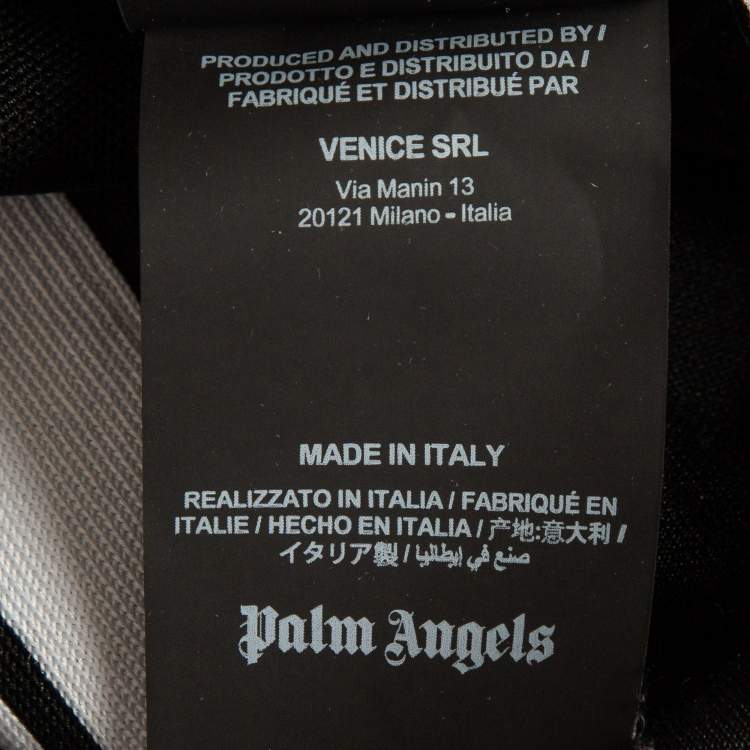 PRODUCED AND DISTRIBUTED BY /
PRODOTTO E DISTRIBUITO DA /
FABRIQUÉ ET DISTRIBUÉ PAR
VENICE SRL
Via Manin 13
20121 Milano - Italia
MADE IN ITALY
REALIZZATO IN ITALIA / FABRIQUÉ EN
ITALIE / HECHO EN ITALIA / 产地:意大利 /
イタリア製 / صنع في إيطاليا
Palm Angels